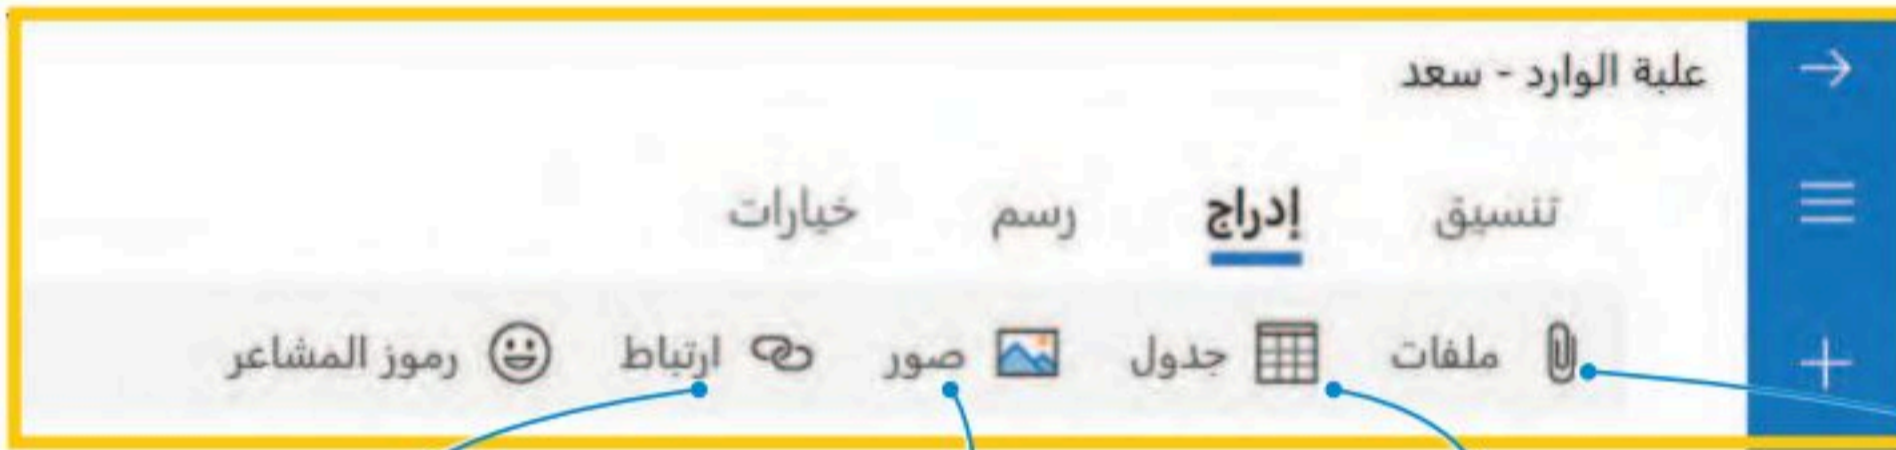 علبة الوارد - سعد
تنسيق إدراج رسم خيارات
ملفات جدول صور ارتباط رموز المشاعر